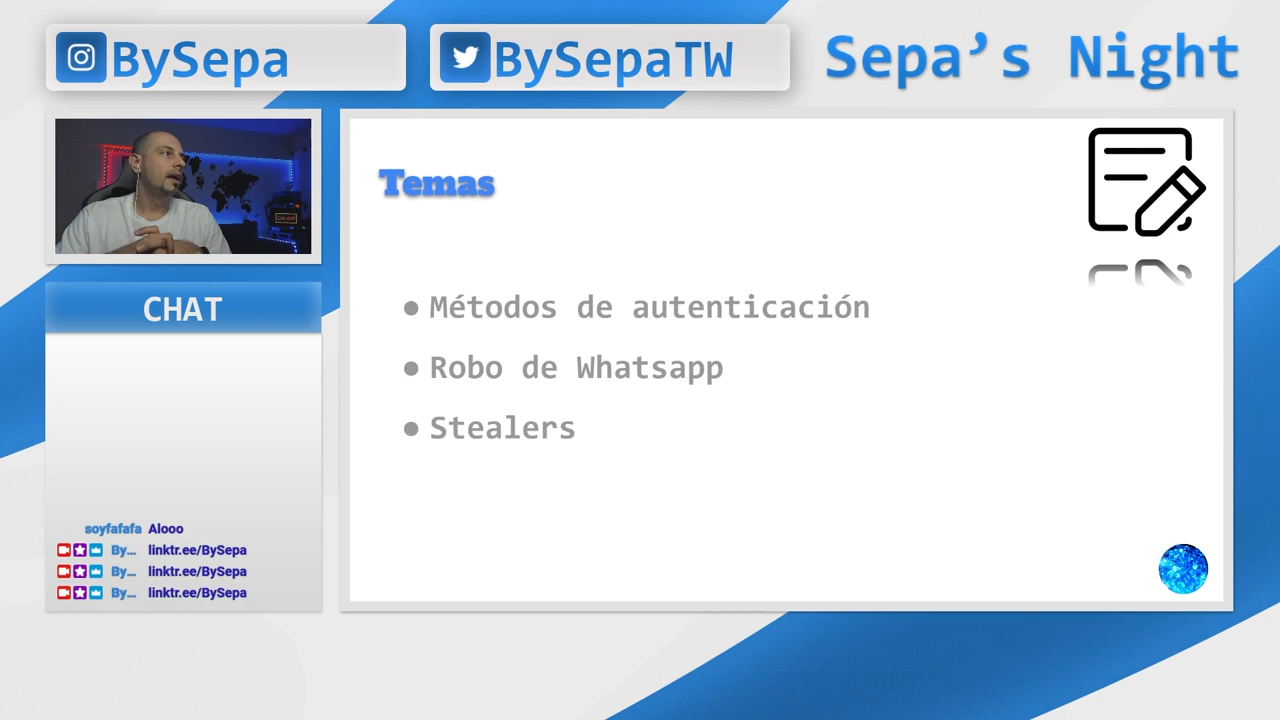 BySepa
BySepaTW
Sepa’s Night
Temas
Métodos de autenticación
Robo de Whatsapp
Stealers
CHAT
soyfafafa Alooo
By... linktr.ee/BySepa
By... linktr.ee/BySepa
By... linktr.ee/BySepa